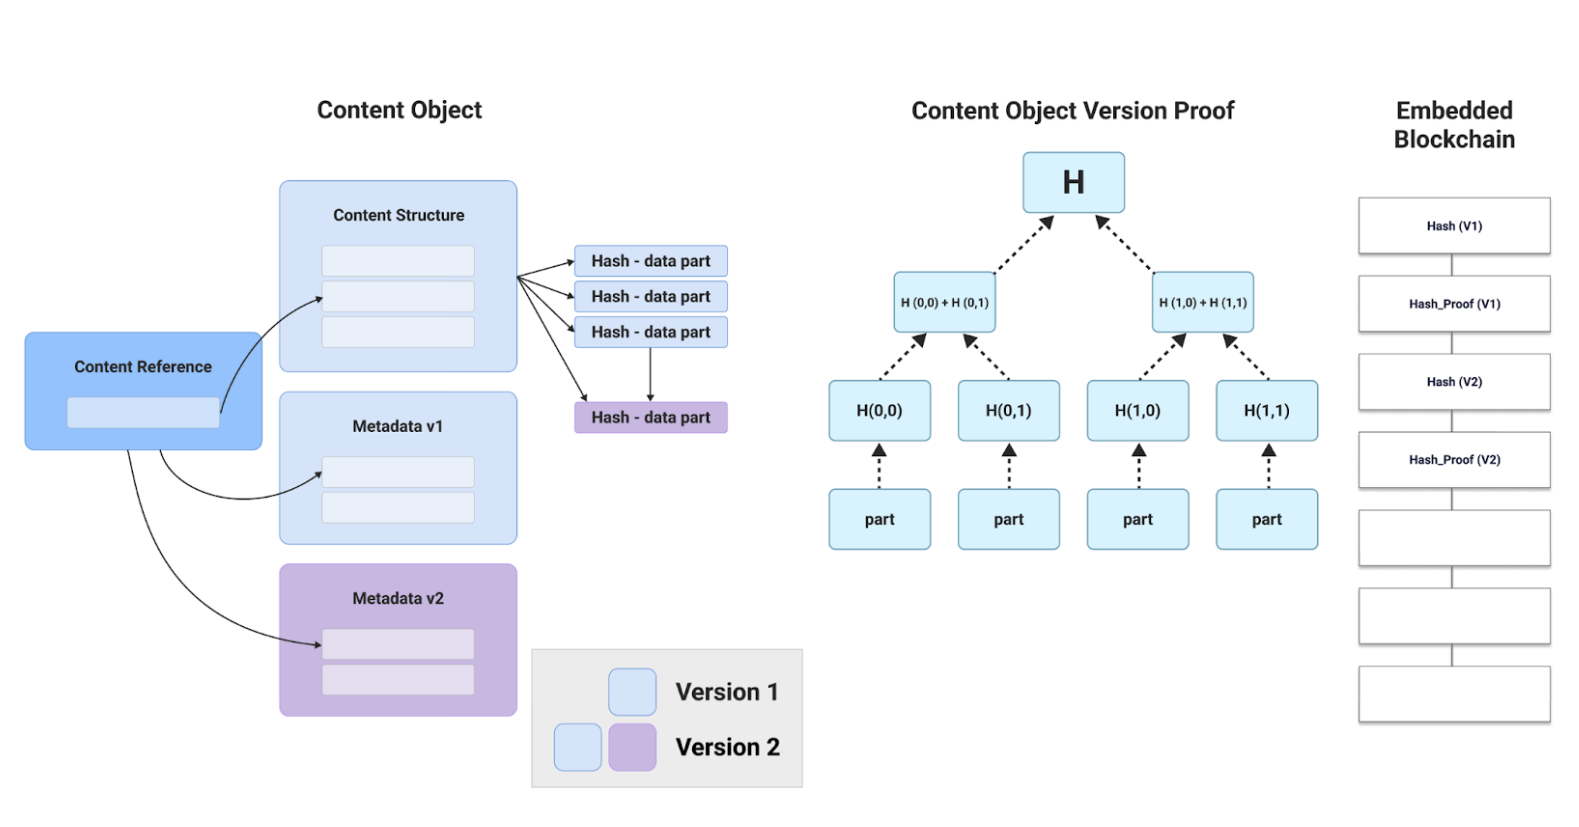 Content Object
Content Structure
Hash - data part
Hash - data part
Hash - data part
Content Reference
Hash - data part
Metadata v1
Metadata v2
Version 1
Version 2
Content Object Version Proof
H
H (0,0) + H (0,1)
H (1,0) + H (1,1)
H(0,0)
H(0,1)
H(1,0)
H(1,1)
part
part
part
part
Embedded
Blockchain
Hash (V1)
Hash_Proof (V1)
Hash (V2)
Hash_Proof (V2)